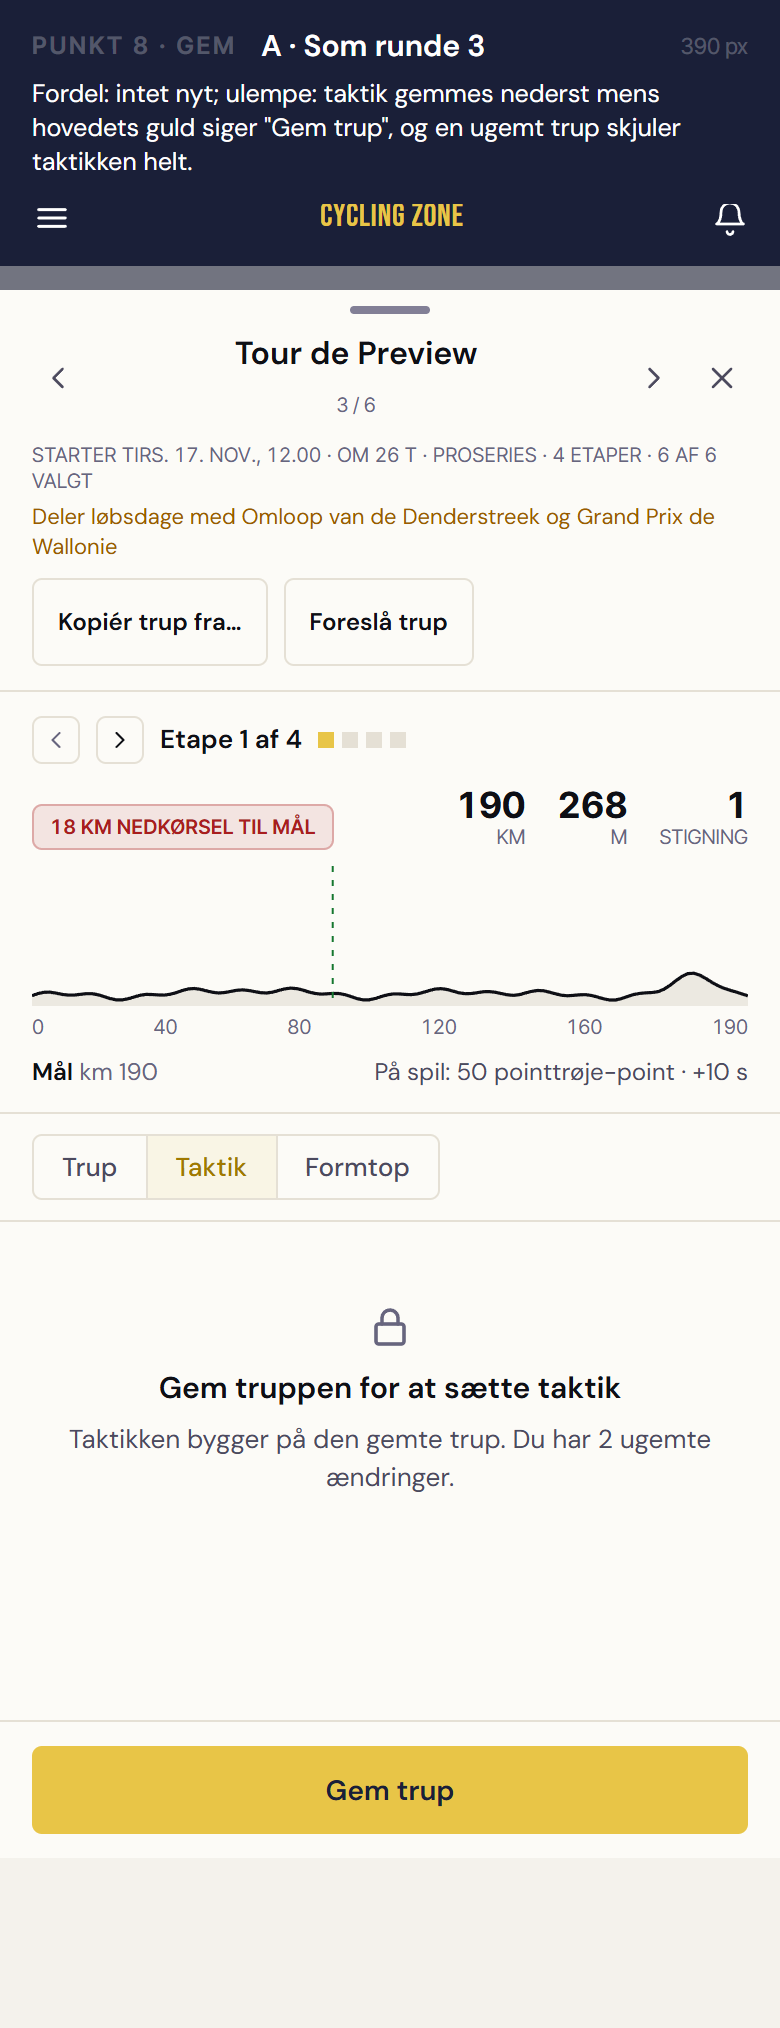 PUNKT 8 · GEM A · Som runde 3 390 px
Fordel: intet nyt; ulempe: taktik gemmes nederst mens
hovedets guld siger "Gem trup", og en ugemt trup skjuler
taktikken helt.
CYCLING ZONE
Tour de Preview
3 / 6
STARTER TIRS. 17. NOV., 12.00 · OM 26 T · PROSERIES · 4 ETAPER · 6 AF 6
VALGT
Deler løbsdage med Omloop van de Denderstreek og Grand Prix de
Wallonie
Kopiér trup fra... Foreslå trup
Etape 1 af 4
18 KM NEDKØRSEL TIL MÅL
190 268 1
KM M STIGNING
0 40 80 120 160 190
Mål km 190 På spil: 50 pointtrøje-point · +10 s
Trup Taktik Formtop
Gem truppen for at sætte taktik
Taktikken bygger på den gemte trup. Du har 2 ugemte
ændringer.
Gem trup